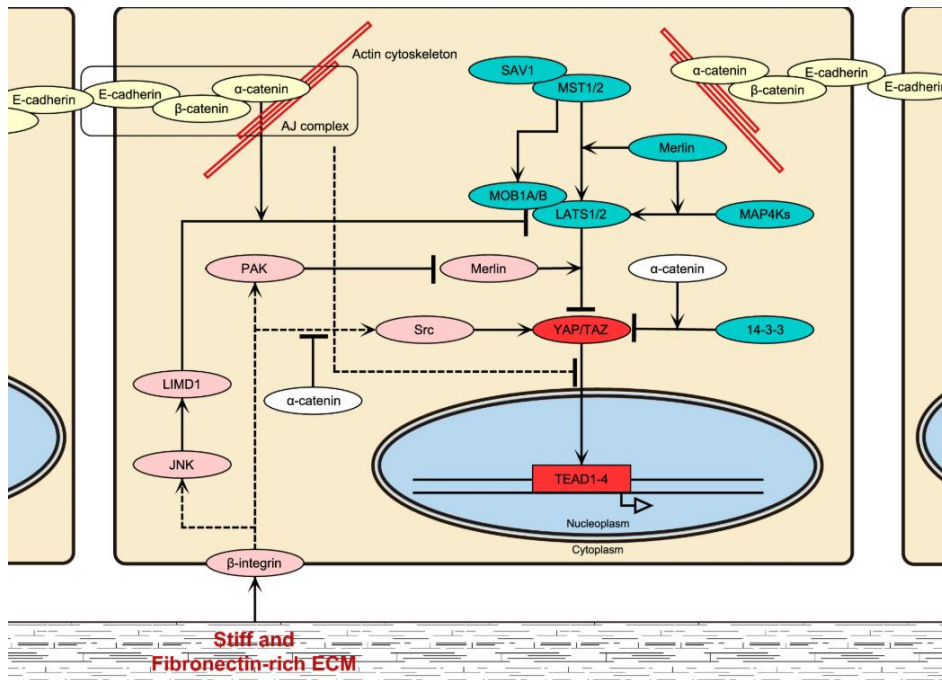 Actin cytoskeleton
SAV1
MST1/2
α-catenin
E-cadherin
E-cadherin
E-cadherin
E-cadherin
α-catenin
β-catenin
β-catenin
AJ complex
Merlin
MOB1A/B
LATS1/2
MAP4Ks
PAK
Merlin
α-catenin
Src
YAP/TAZ
14-3-3
LIMD1
α-catenin
JNK
TEAD1-4
Nucleoplasm
Cytoplasm
β-integrin
Stiff and
Fibronectin-rich ECM